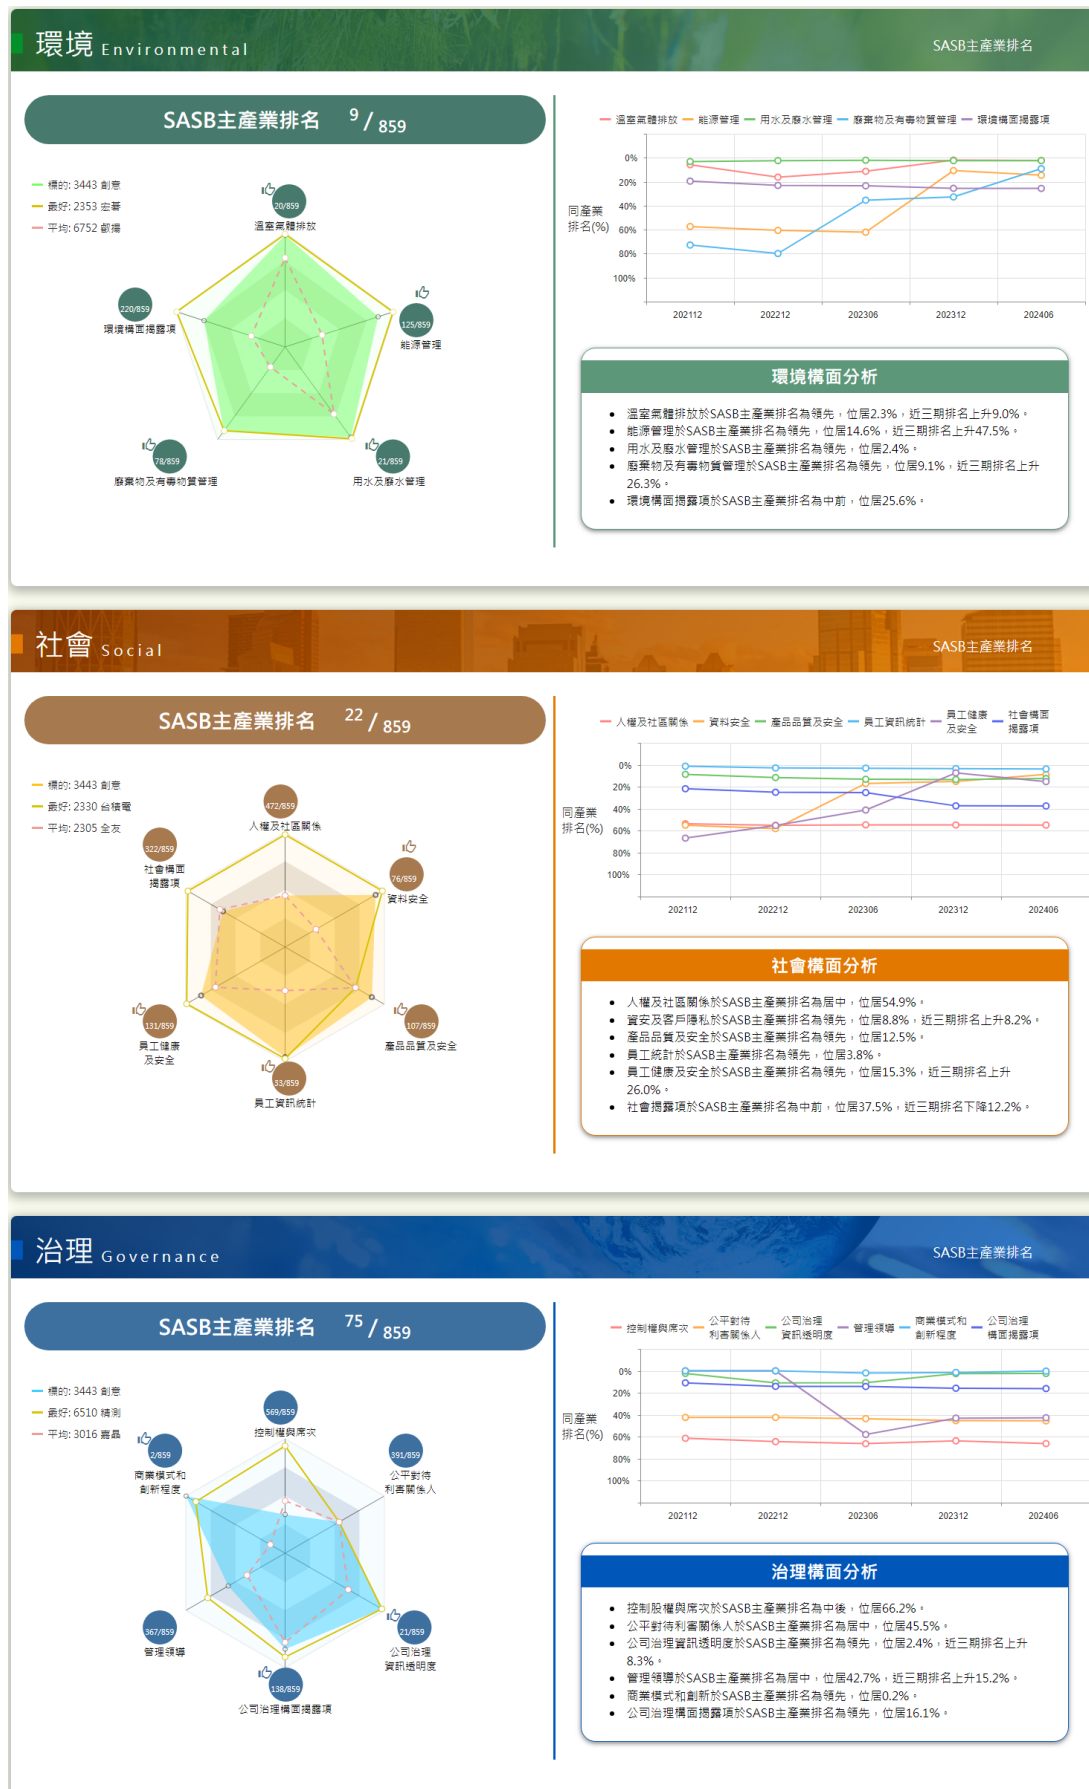 環境 Environmental
SASB主產業排名
SASB主產業排名 9 / 859
標的: 3443 創意
最好: 2353 宏碁
平均: 6752 叡揚
20/859
溫室氣體排放
125/859
能源管理
21/859
用水及廢水管理
78/859
廢棄物及有毒物質管理
220/859
環境構面揭露項
溫室氣體排放 能源管理 用水及廢水管理 廢棄物及有毒物質管理 環境構面揭露項
同產業
排名(%)
0%
20%
40%
60%
80%
100%
202112 202212 202306 202312 202406
環境構面分析
溫室氣體排放於SASB主產業排名為領先，位居2.3%，近三期排名上升9.0%。
能源管理於SASB主產業排名為領先，位居14.6%，近三期排名上升47.5%。
用水及廢水管理於SASB主產業排名為領先，位居2.4%。
廢棄物及有毒物質管理於SASB主產業排名為領先，位居9.1%，近三期排名上升
26.3%。
環境構面揭露項於SASB主產業排名為中前，位居25.6%。
社會 Social
SASB主產業排名
SASB主產業排名 22 / 859
標的: 3443 創意
最好: 2330 台積電
平均: 2305 全友
472/859
人權及社區關係
76/859
資料安全
107/859
產品品質及安全
33/859
員工資訊統計
131/859
員工健康
及安全
322/859
社會構面
揭露項
人權及社區關係 資料安全 產品品質及安全 員工資訊統計 員工健康
及安全 社會構面
揭露項
同產業
排名(%)
0%
20%
40%
60%
80%
100%
202112 202212 202306 202312 202406
社會構面分析
人權及社區關係於SASB主產業排名為居中，位居54.9%。
資安及客戶隱私於SASB主產業排名為領先，位居8.8%，近三期排名上升8.2%。
產品品質及安全於SASB主產業排名為領先，位居12.5%。
員工統計於SASB主產業排名為領先，位居3.8%。
員工健康及安全於SASB主產業排名為領先，位居15.3%，近三期排名上升
26.0%。
社會揭露項於SASB主產業排名為中前，位居37.5%，近三期排名下降12.2%。
治理 Governance
SASB主產業排名
SASB主產業排名 75 / 859
標的: 3443 創意
最好: 6510 精測
平均: 3016 嘉晶
569/859
控制權與席次
391/859
公平對待
利害關係人
21/859
公司治理
資訊透明度
138/859
公司治理構面揭露項
367/859
管理領導
2/859
商業模式和
創新程度
控制權與席次 公平對待
利害關係人 公司治理
資訊透明度 管理領導 商業模式和
創新程度 公司治理
構面揭露項
同產業
排名(%)
0%
20%
40%
60%
80%
100%
202112 202212 202306 202312 202406
治理構面分析
控制股權與席次於SASB主產業排名為中後，位居66.2%。
公平對待利害關係人於SASB主產業排名為居中，位居45.5%。
公司治理資訊透明度於SASB主產業排名為領先，位居2.4%，近三期排名上升
8.3%。
管理領導於SASB主產業排名為居中，位居42.7%，近三期排名上升15.2%。
商業模式和創新於SASB主產業排名為領先，位居0.2%。
公司治理構面揭露項於SASB主產業排名為領先，位居16.1%。